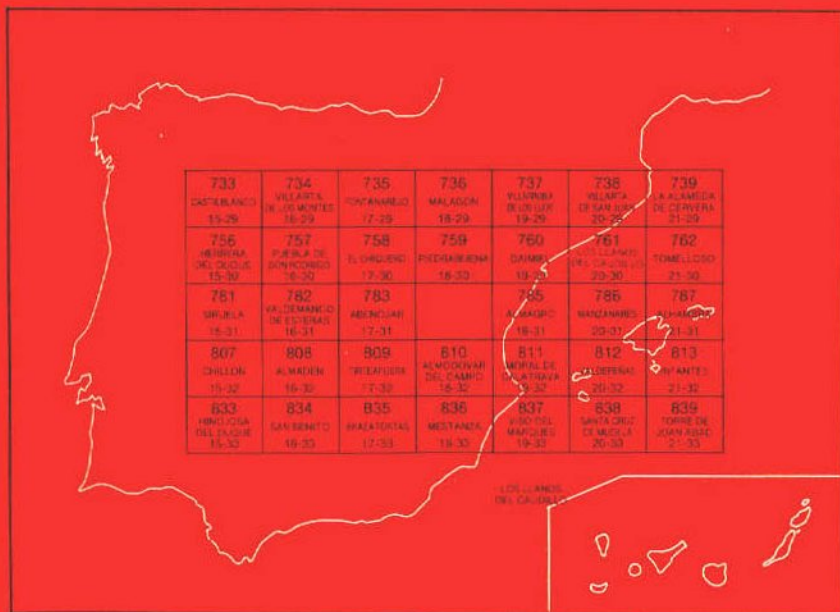 733 734 735 736 737 738 739
CASTILBLANCO VILLARTA DE LOS MONTES FONTANAREJO MALAGON VILLARRUBIA DE LOS OJOS VILLARTA DE SAN JUAN LA ALAMEDA DE CERVERA
15-29 16-29 17-29 18-29 19-29 20-29 21-29
756 757 758 759 760 761 762
HERRERA DEL DUQUE PUEBLA DE DON RODRIGO EL CHIQUERO PIEDRABUENA DAIMIEL LOS LLANOS DEL CAUDILLO TOMELLOSO
15-30 16-30 17-30 18-30 19-30 20-30 21-30
781 782 783 785 786 787
SIRUELA VALDEMANCO DE ESTERAS ABENOJAR ALMAGRO MANZANARES ALHAMBRA
15-31 16-31 17-31 19-31 20-31 21-31
807 808 809 810 811 812 813
CHILLON ALMADEN TIRTEAFUERA ALMODOVAR DEL CAMPO MORAL DE CALATRAVA VALDEPEÑAS INFANTES
15-32 16-32 17-32 18-32 19-32 20-32 21-32
833 834 835 836 837 838 839
HINOJOSA DEL DUQUE SAN BENITO BRAZATORTAS MESTANZA VISO DEL MARQUES SANTA CRUZ DE MUDELA TORRE DE JUAN ABAD
15-33 16-33 17-33 18-33 19-33 20-33 21-33
LOS LLANOS
DEL CAUDILLO